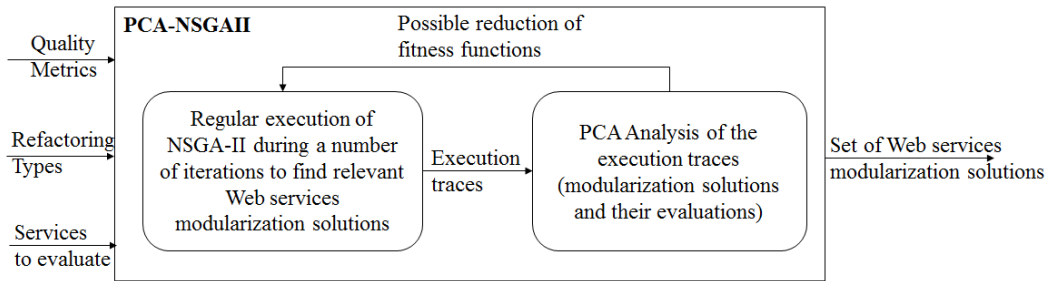 PCA-NSGAII
Possible reduction of
fitness functions
Quality
Metrics
Refactoring
Types
Services
to evaluate
Regular execution of
NSGA-II during a number
of iterations to find relevant
Web services
modularization solutions
Execution
traces
PCA Analysis of the
execution traces
(modularization solutions
and their evaluations)
Set of Web services
modularization solutions